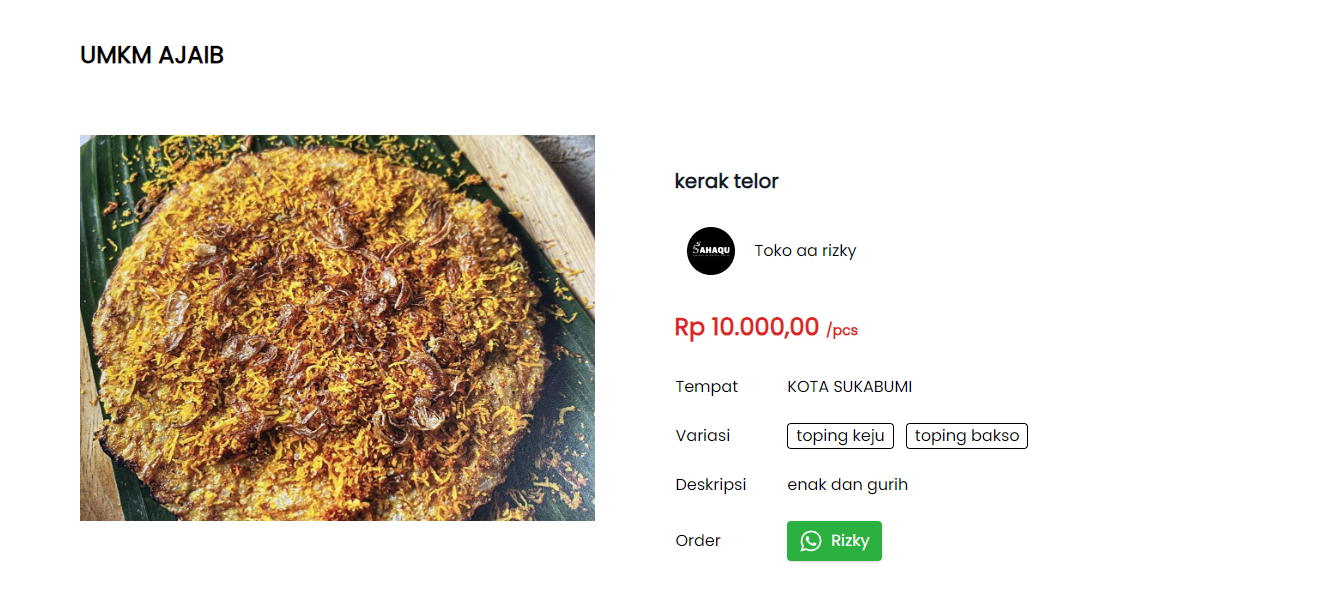 UMKM AJAIB
kerak telor
SAHAQU
Toko aa rizky
Rp 10.000,00 /pcs
Tempat KOTA SUKABUMI
Variasi toping keju toping bakso
Deskripsi enak dan gurih
Order Rizky